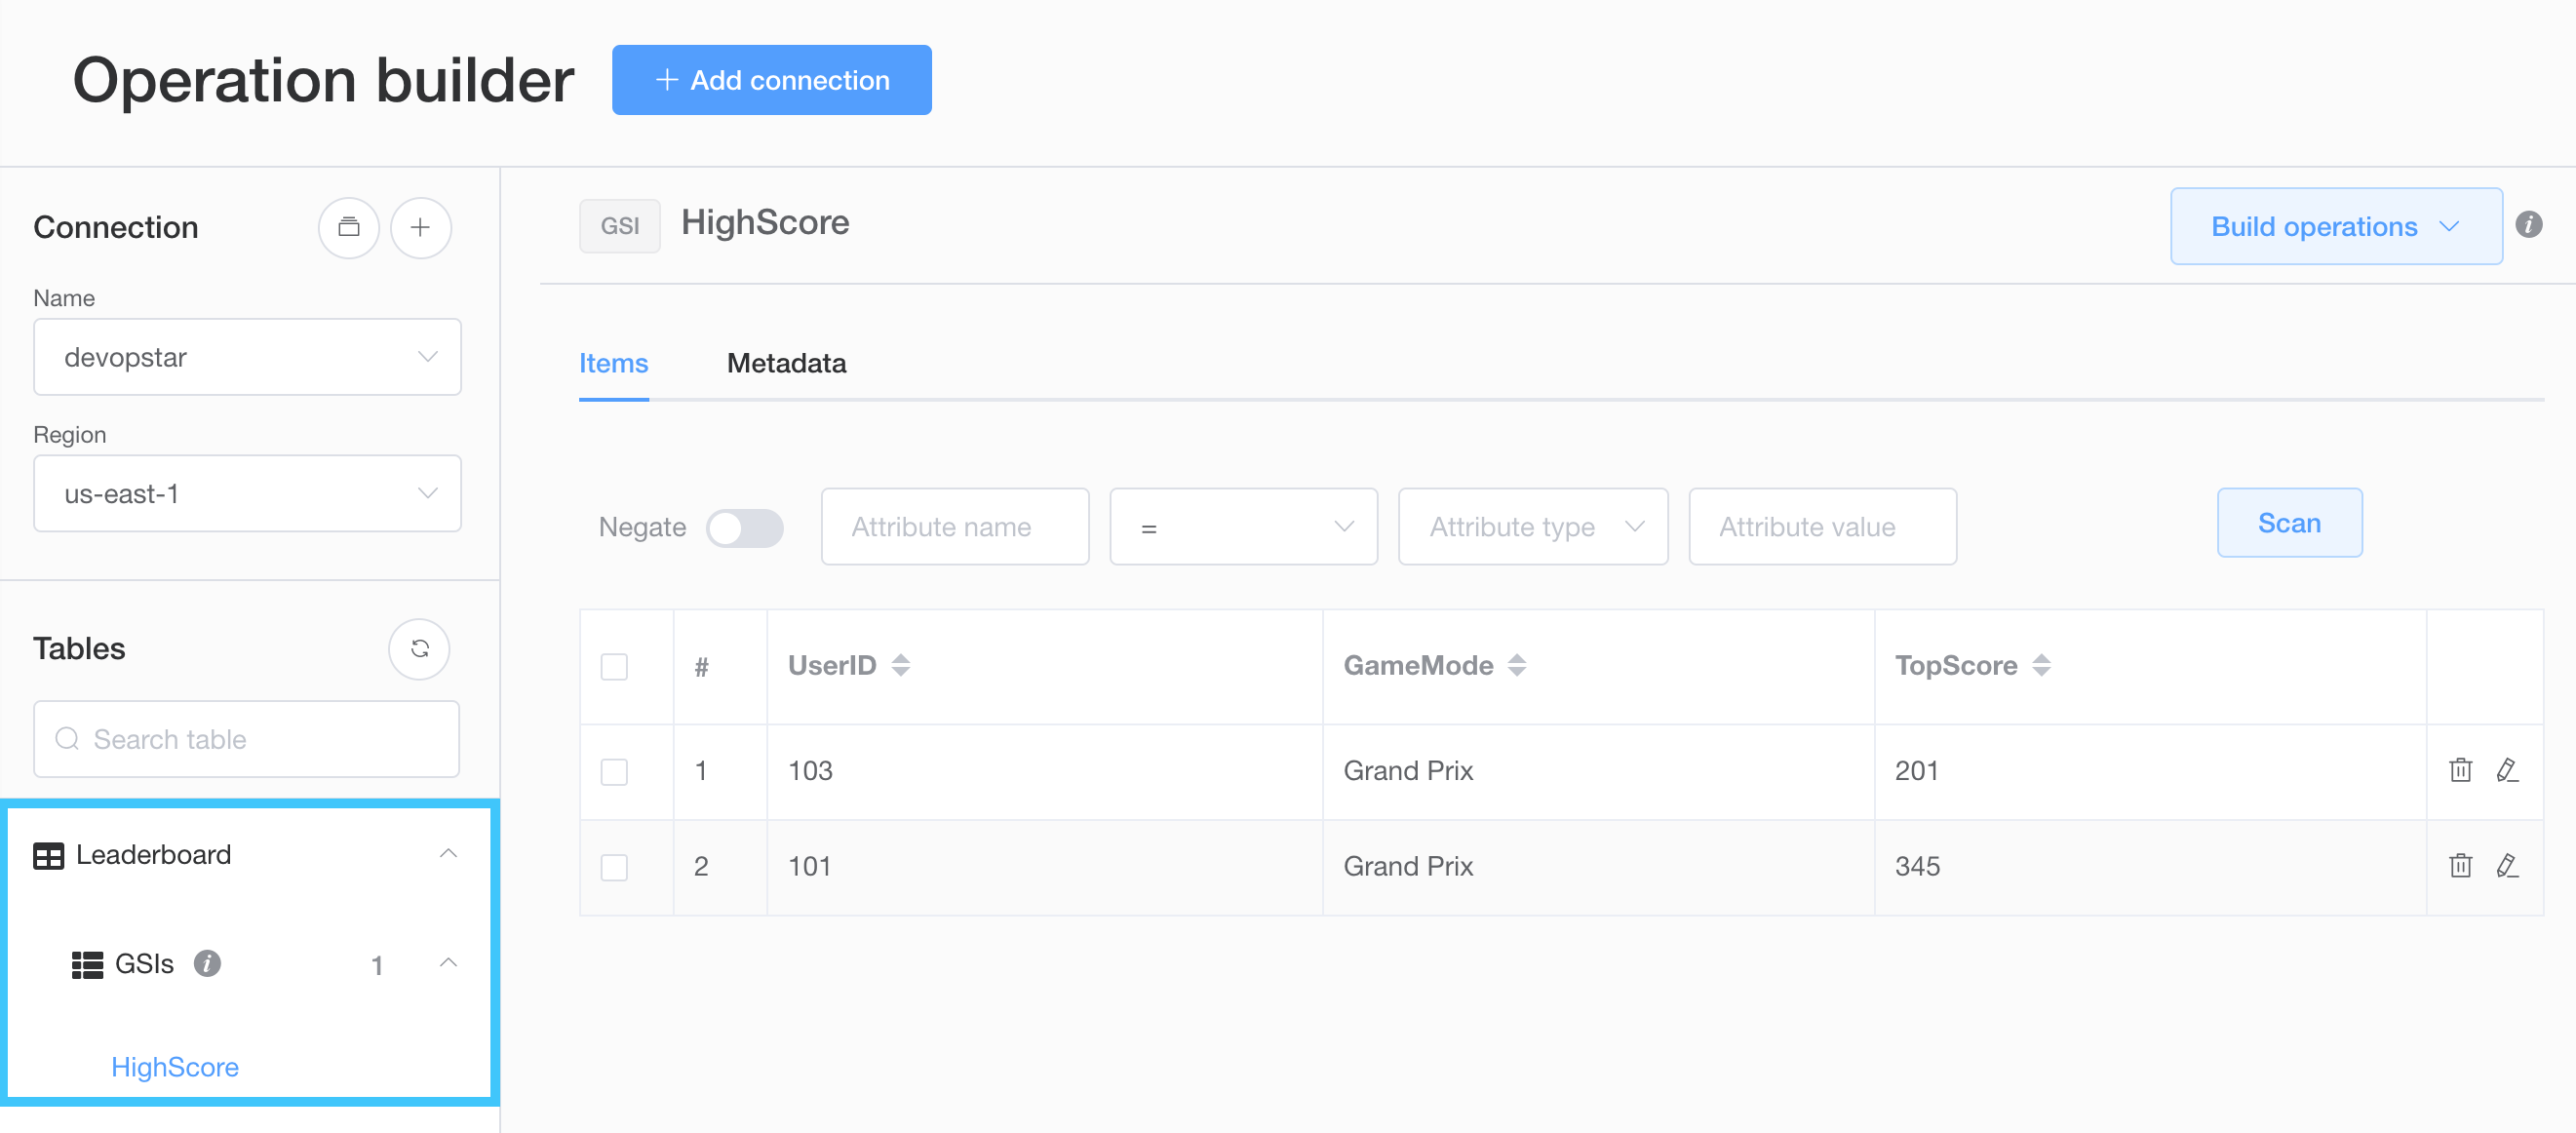 Operation builder
Add connection
Connection
Name
devopstar
Region
us-east-1
Tables
Search table
Leaderboard
GSIs i 1
HighScore
GSI HighScore
Build operations i
Items Metadata
Negate Attribute name = Attribute type Attribute value Scan
# UserID GameMode TopScore
1 103 Grand Prix 201
2 101 Grand Prix 345